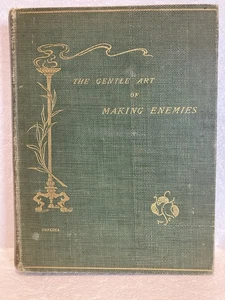 THE GENTLE ART
OF
MAKING ENEMIES